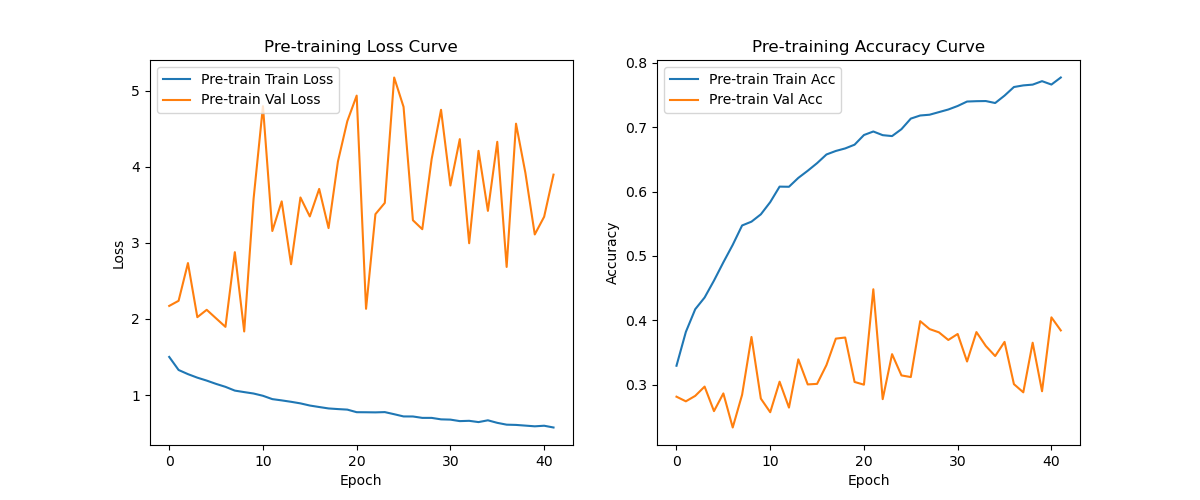 Pre-training Loss Curve
Pre-train Train Loss
Pre-train Val Loss
5
4
3
2
1
Loss
0
10
20
30
40
Epoch
Pre-training Accuracy Curve
Pre-train Train Acc
Pre-train Val Acc
0.8
0.7
0.6
0.5
0.4
0.3
Accuracy
0
10
20
30
40
Epoch